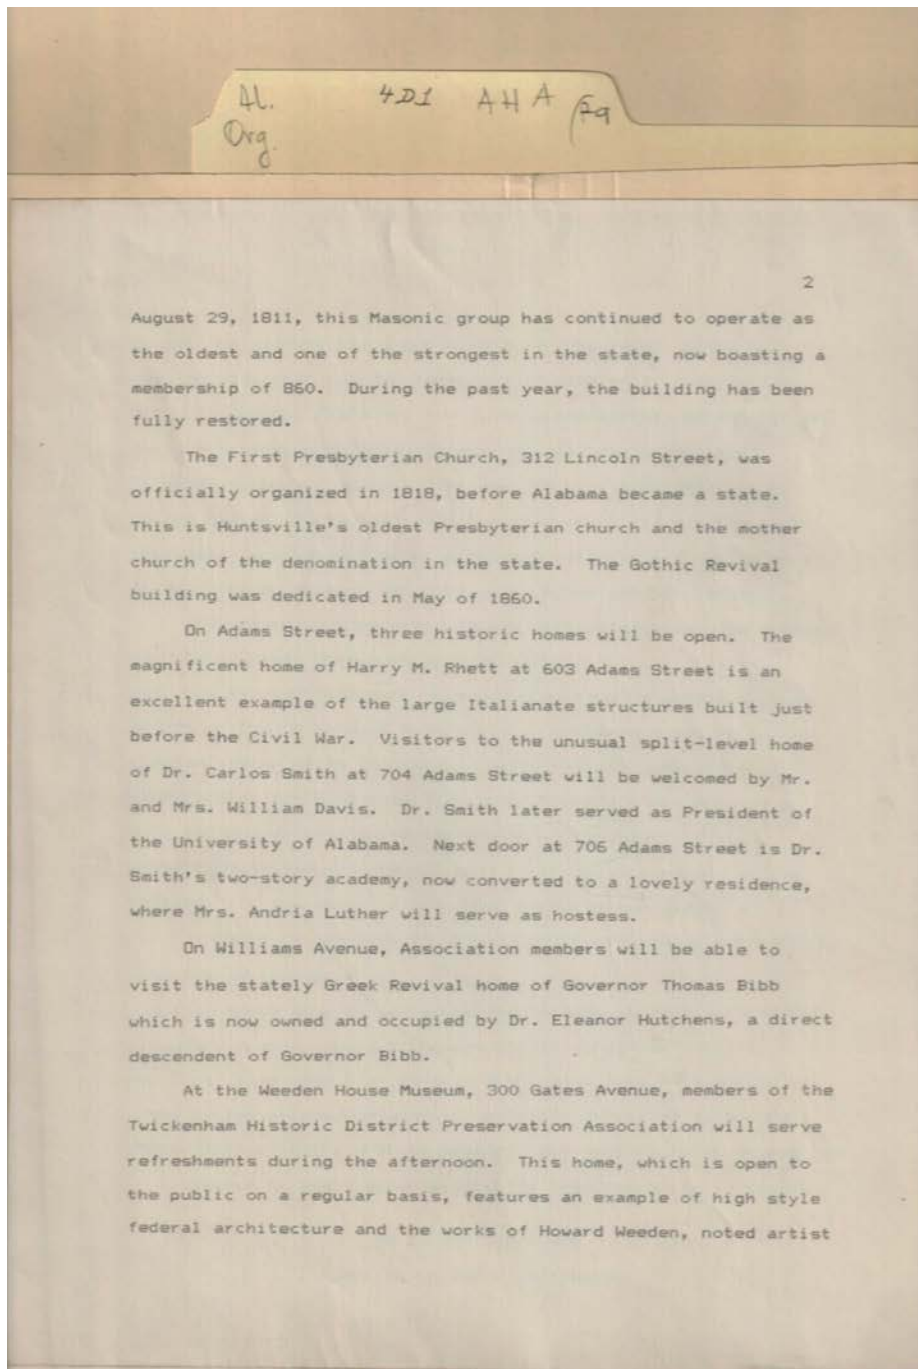 Al. 4D1 AHA
Org.
2
August 29, 1811, this Masonic group has continued to operate as
the oldest and one of the strongest in the state, now boasting a
membership of 860. During the past year, the building has been
fully restored.
The First Presbyterian Church, 312 Lincoln Street, was
officially organized in 1818, before Alabama became a state.
This is Huntsville's oldest Presbyterian church and the mother
church of the denomination in the state. The Gothic Revival
building was dedicated in May of 1860.
On Adams Street, three historic homes will be open. The
magnificent home of Harry M. Rhett at 603 Adams Street is an
excellent example of the large Italianate structures built just
before the Civil War. Visitors to the unusual split-level home
of Dr. Carlos Smith at 704 Adams Street will be welcomed by Mr.
and Mrs. William Davis. Dr. Smith later served as President of
the University of Alabama. Next door at 706 Adams Street is Dr.
Smith's two-story academy, now converted to a lovely residence,
where Mrs. Andria Luther will serve as hostess.
On Williams Avenue, Association members will be able to
visit the stately Greek Revival home of Governor Thomas Bibb
which is now owned and occupied by Dr. Eleanor Hutchens, a direct
descendent of Governor Bibb.
At the Weeden House Museum, 300 Gates Avenue, members of the
Twickenham Historic District Preservation Association will serve
refreshments during the afternoon. This home, which is open to
the public on a regular basis, features an example of high style
federal architecture and the works of Howard Weeden, noted artist